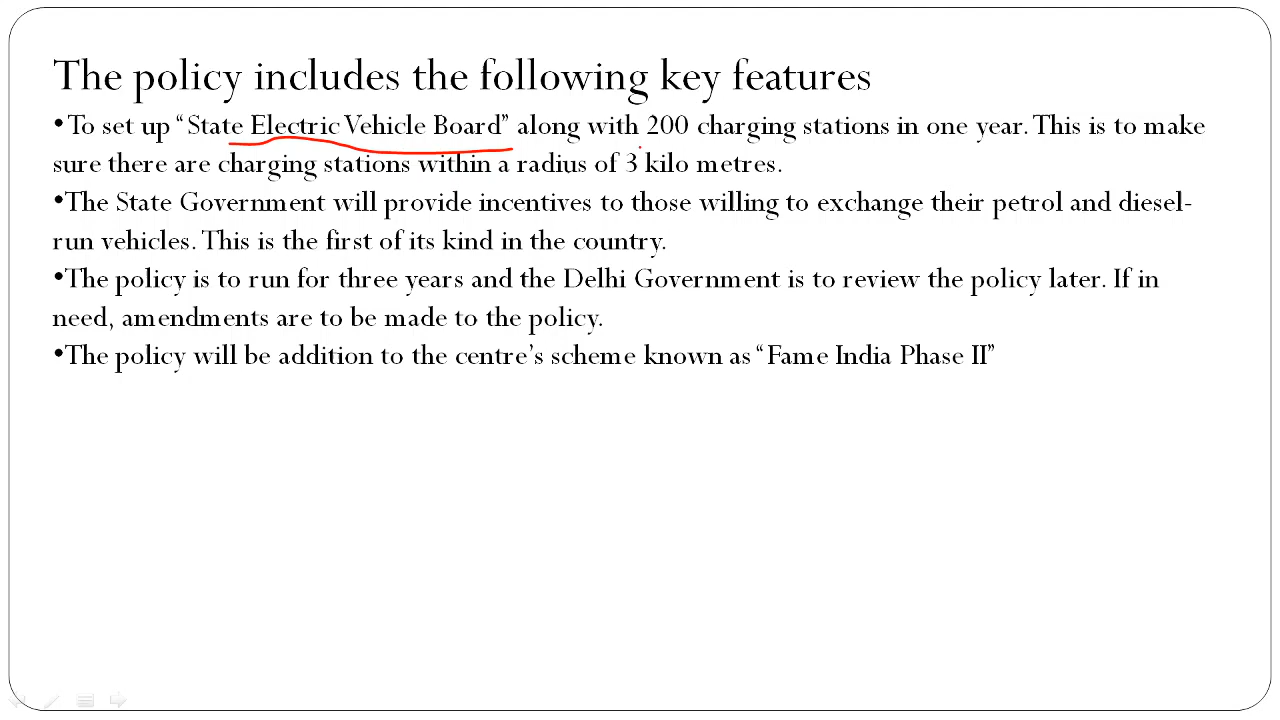 The policy includes the following key features
•To set up “State Electric Vehicle Board” along with 200 charging stations in one year. This is to make
sure there are charging stations within a radius of 3 kilo metres.
•The State Government will provide incentives to those willing to exchange their petrol and diesel-
run vehicles. This is the first of its kind in the country.
•The policy is to run for three years and the Delhi Government is to review the policy later. If in
need, amendments are to be made to the policy.
•The policy will be addition to the centre’s scheme known as “Fame India Phase II”